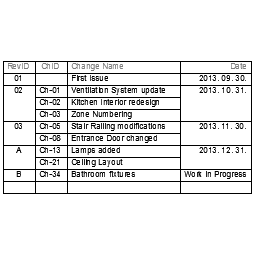 RevID ChID Change Name Date
01 First issue 2013.09.30.
02 Ch-01 Ventilation System update 2013.10.31.
Ch-02 Kitchen Interior redesign
Ch-03 Zone Numbering
03 Ch-05 Stair Railing modifications 2013.11.30.
Ch-08 Entrance Door changed
A Ch-13 Lamps added 2013.12.31.
Ch-21 Ceiling Layout
B Ch-34 Bathroom fixtures Work in Progress